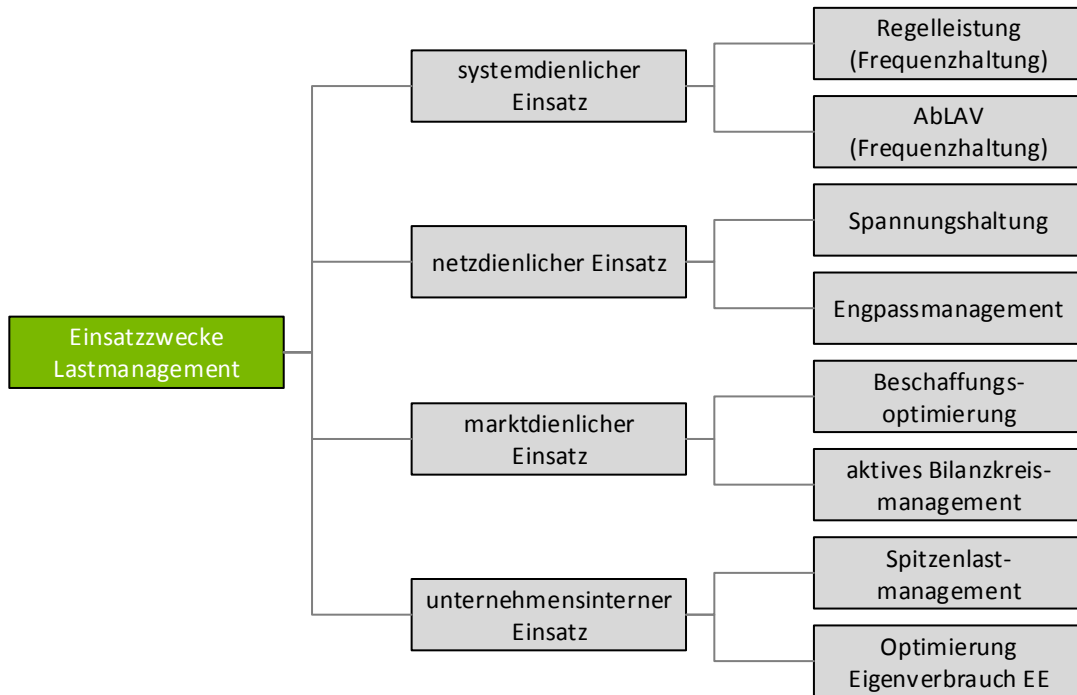 Einsatzzwecke
Lastmanagement
systemdienlicher
Einsatz
Regelleistung
(Frequenzhaltung)
AbLAV
(Frequenzhaltung)
netzdienlicher Einsatz
Spannungshaltung
Engpassmanagement
marktdienlicher
Einsatz
Beschaffungs-
optimierung
aktives Bilanzkreis-
management
unternehmensinterner
Einsatz
Spitzenlast-
management
Optimierung
Eigenverbrauch EE